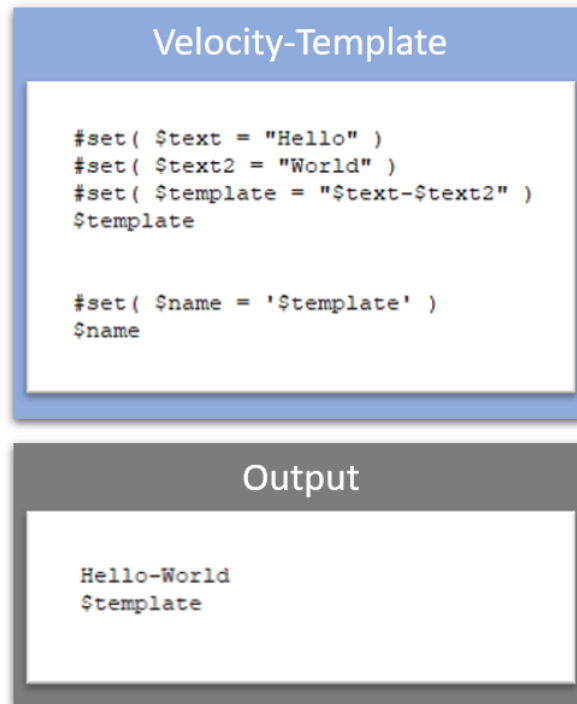 Velocity-Template
#set( $text = "Hello" )
#set( $text2 = "World" )
#set( $template = "$text-$text2" )
$template
#set( $name = '$template' )
$name
Output
Hello-World
$template